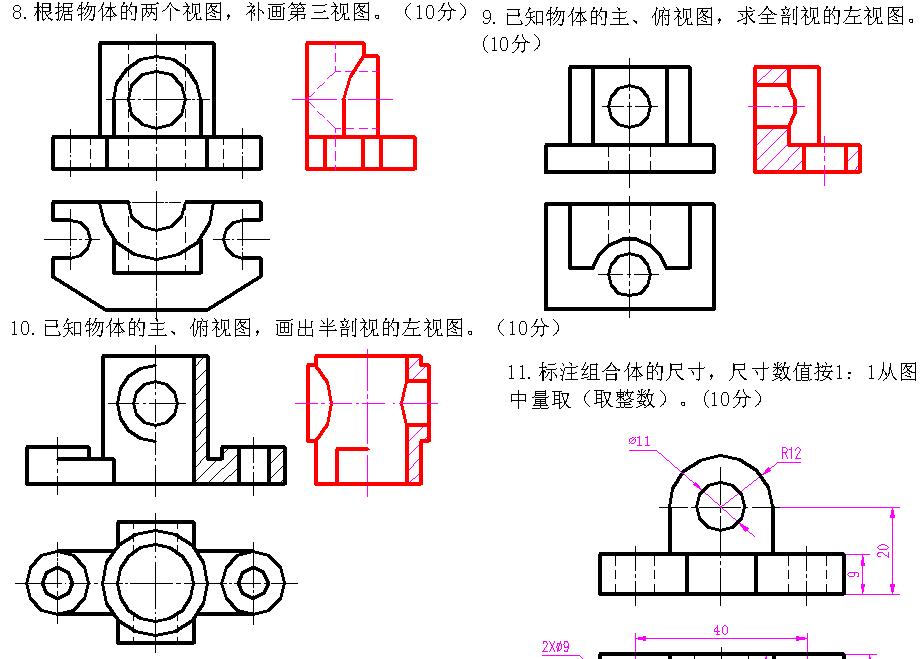 8.根据物体的两个视图，补画第三视图。（10分）
9.已知物体的主、俯视图，求全剖视的左视图。
(10分）
10.已知物体的主、俯视图，画出半剖视的左视图。（10分）
11.标注组合体的尺寸，尺寸数值按1：1从图
中量取（取整数）。(10分）
ø11
R12
20
9
40
2Xø9